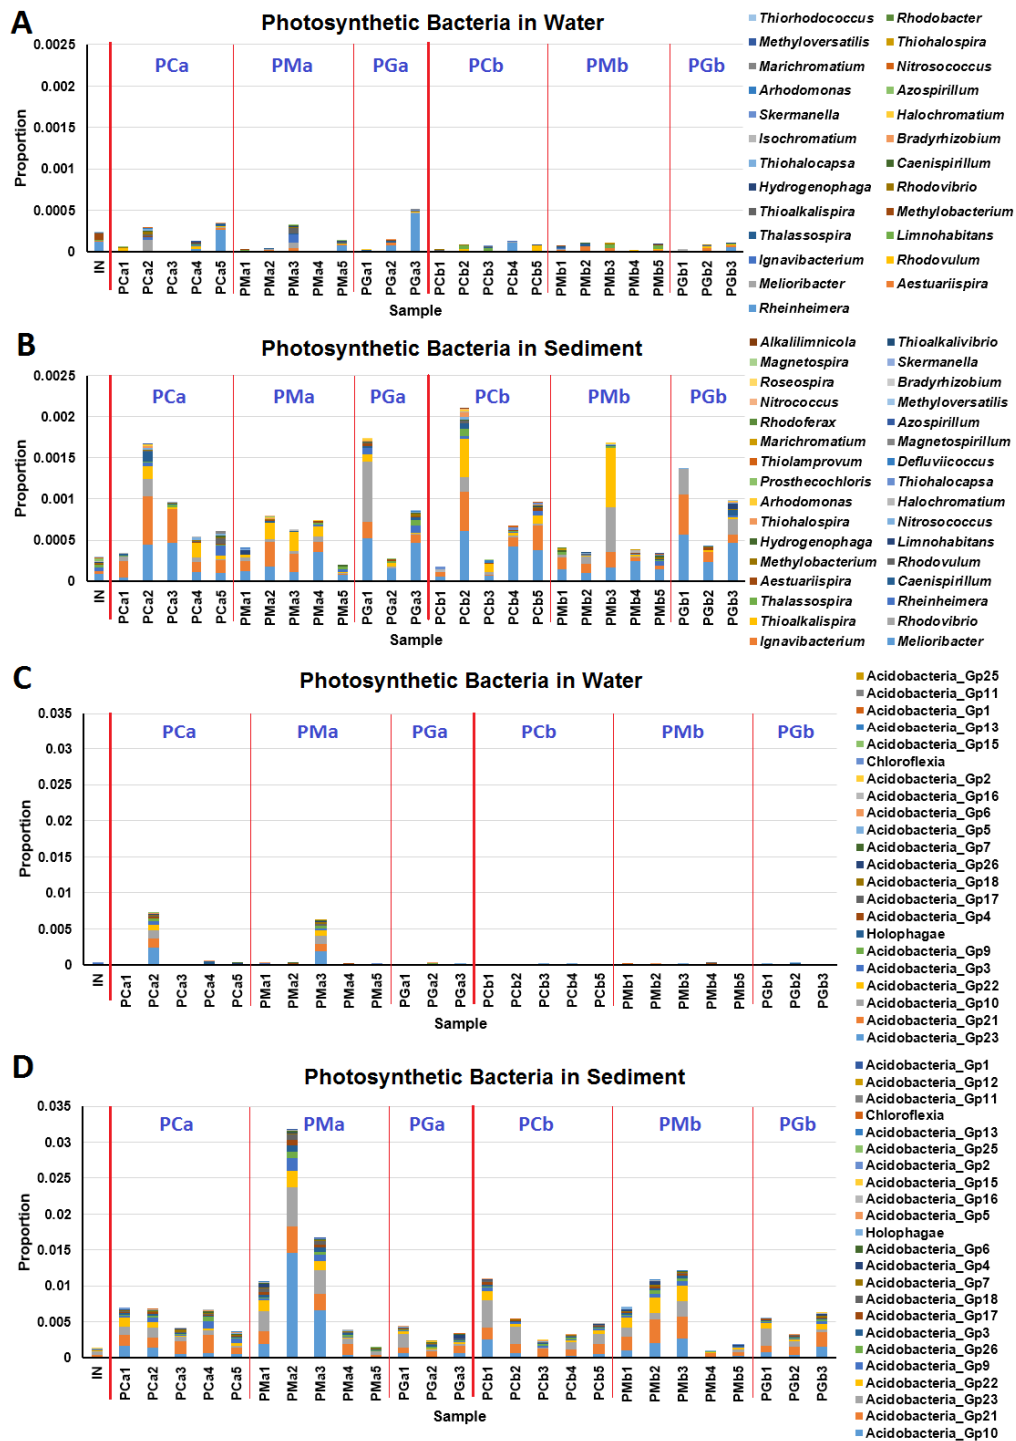 A
Photosynthetic Bacteria in Water
0.0025
0.002
0.0015
0.001
0.0005
0
Proportion
PCa PMa PGa PCb PMb PGb
IN PCa1 PCa2 PCa3 PCa4 PCa5 PMa1 PMa2 PMa3 PMa4 PMa5 PGa1 PGa2 PGa3 PCb1 PCb2 PCb3 PCb4 PCb5 PMb1 PMb2 PMb3 PMb4 PMb5 PGb1 PGb2 PGb3
Sample
Thiorhodococcus Rhodobacter
Methyloversatilis Thiohalospira
Marichromatium Nitrosococcus
Arhodomonas Azospirillum
Skermanella Halochromatium
Isochromatium Bradyrhizobium
Thiohalocapsa Caenispirillum
Hydrogenophaga Rhodovibrio
Thioalkalispira Methylobacterium
Thalassospira Limnohabitans
Ignavibacterium Rhodovulum
Melioribacter Aestuariispira
Rheinheimera
B
Photosynthetic Bacteria in Sediment
0.0025
0.002
0.0015
0.001
0.0005
0
Proportion
PCa PMa PGa PCb PMb PGb
IN PCa1 PCa2 PCa3 PCa4 PCa5 PMa1 PMa2 PMa3 PMa4 PMa5 PGa1 PGa2 PGa3 PCb1 PCb2 PCb3 PCb4 PCb5 PMb1 PMb2 PMb3 PMb4 PMb5 PGb1 PGb2 PGb3
Sample
Alkalilimnicola Thioalkalivibrio
Magnetospira Skermanella
Roseospira Bradyrhizobium
Nitrococcus Methyloversatilis
Rhodoferax Azospirillum
Marichromatium Magnetospirillum
Thiolamprovum Defluviicoccus
Prosthecochloris Thiohalocapsa
Arhodomonas Halochromatium
Thiohalospira Nitrosococcus
Hydrogenophaga Limnohabitans
Methylobacterium Rhodovulum
Aestuariispira Caenispirillum
Thalassospira Rheinheimera
Thioalkalispira Rhodovibrio
Ignavibacterium Melioribacter
C
Photosynthetic Bacteria in Water
0.035
0.03
0.025
0.02
0.015
0.01
0.005
0
Proportion
PCa PMa PGa PCb PMb PGb
IN PCa1 PCa2 PCa3 PCa4 PCa5 PMa1 PMa2 PMa3 PMa4 PMa5 PGa1 PGa2 PGa3 PCb1 PCb2 PCb3 PCb4 PCb5 PMb1 PMb2 PMb3 PMb4 PMb5 PGb1 PGb2 PGb3
Sample
Acidobacteria_Gp25
Acidobacteria_Gp11
Acidobacteria_Gp1
Acidobacteria_Gp13
Acidobacteria_Gp15
Chloroflexia
Acidobacteria_Gp2
Acidobacteria_Gp16
Acidobacteria_Gp6
Acidobacteria_Gp5
Acidobacteria_Gp7
Acidobacteria_Gp26
Acidobacteria_Gp18
Acidobacteria_Gp17
Acidobacteria_Gp4
Holophagae
Acidobacteria_Gp9
Acidobacteria_Gp3
Acidobacteria_Gp22
Acidobacteria_Gp10
Acidobacteria_Gp21
Acidobacteria_Gp23
D
Photosynthetic Bacteria in Sediment
0.035
0.03
0.025
0.02
0.015
0.01
0.005
0
Proportion
PCa PMa PGa PCb PMb PGb
IN PCa1 PCa2 PCa3 PCa4 PCa5 PMa1 PMa2 PMa3 PMa4 PMa5 PGa1 PGa2 PGa3 PCb1 PCb2 PCb3 PCb4 PCb5 PMb1 PMb2 PMb3 PMb4 PMb5 PGb1 PGb2 PGb3
Sample
Acidobacteria_Gp1
Acidobacteria_Gp12
Acidobacteria_Gp11
Chloroflexia
Acidobacteria_Gp13
Acidobacteria_Gp25
Acidobacteria_Gp2
Acidobacteria_Gp15
Acidobacteria_Gp16
Acidobacteria_Gp5
Holophagae
Acidobacteria_Gp6
Acidobacteria_Gp4
Acidobacteria_Gp7
Acidobacteria_Gp18
Acidobacteria_Gp17
Acidobacteria_Gp3
Acidobacteria_Gp26
Acidobacteria_Gp9
Acidobacteria_Gp22
Acidobacteria_Gp23
Acidobacteria_Gp21
Acidobacteria_Gp10